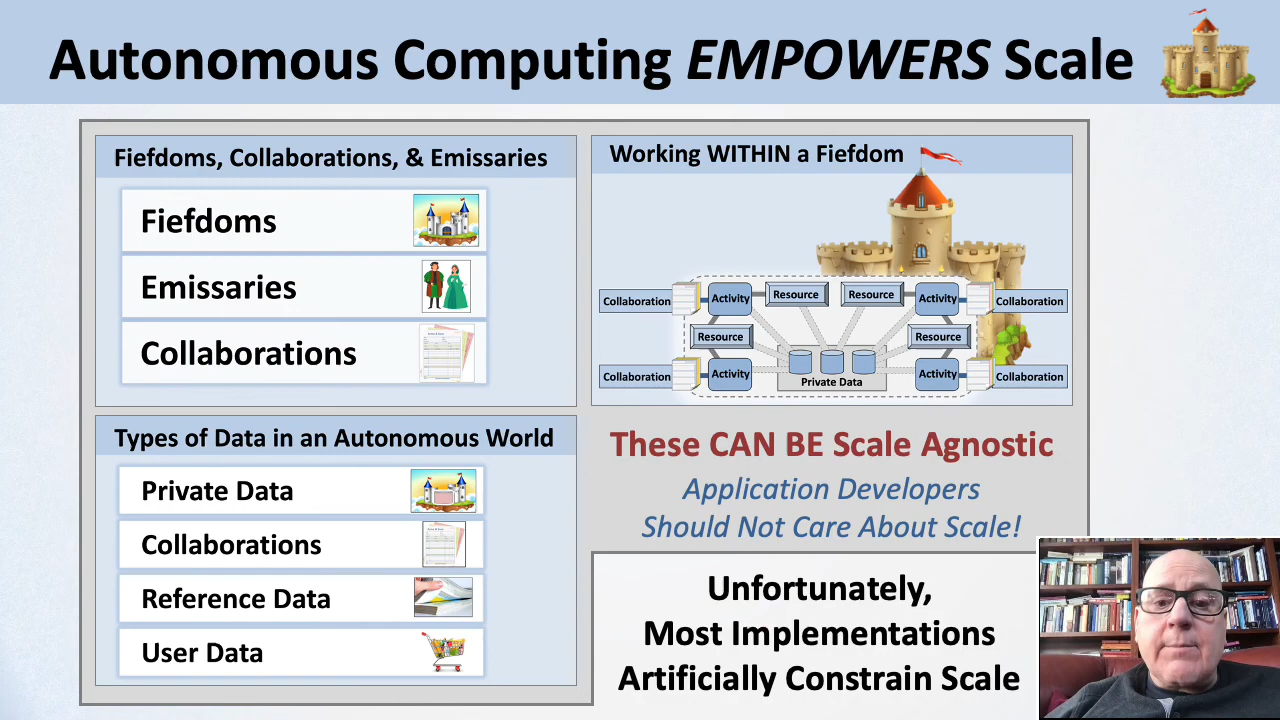 Autonomous Computing EMPOWERS Scale
Fiefdoms, Collaborations, & Emissaries
Fiefdoms
Emissaries
Collaborations
Working WITHIN a Fiefdom
Collaboration
Activity
Resource
Resource
Activity
Collaboration
Resource
Resource
Collaboration
Activity
Private Data
Activity
Collaboration
Types of Data in an Autonomous World
Private Data
Collaborations
Reference Data
User Data
These CAN BE Scale Agnostic
Application Developers
Should Not Care About Scale!
Unfortunately,
Most Implementations
Artificially Constrain Scale